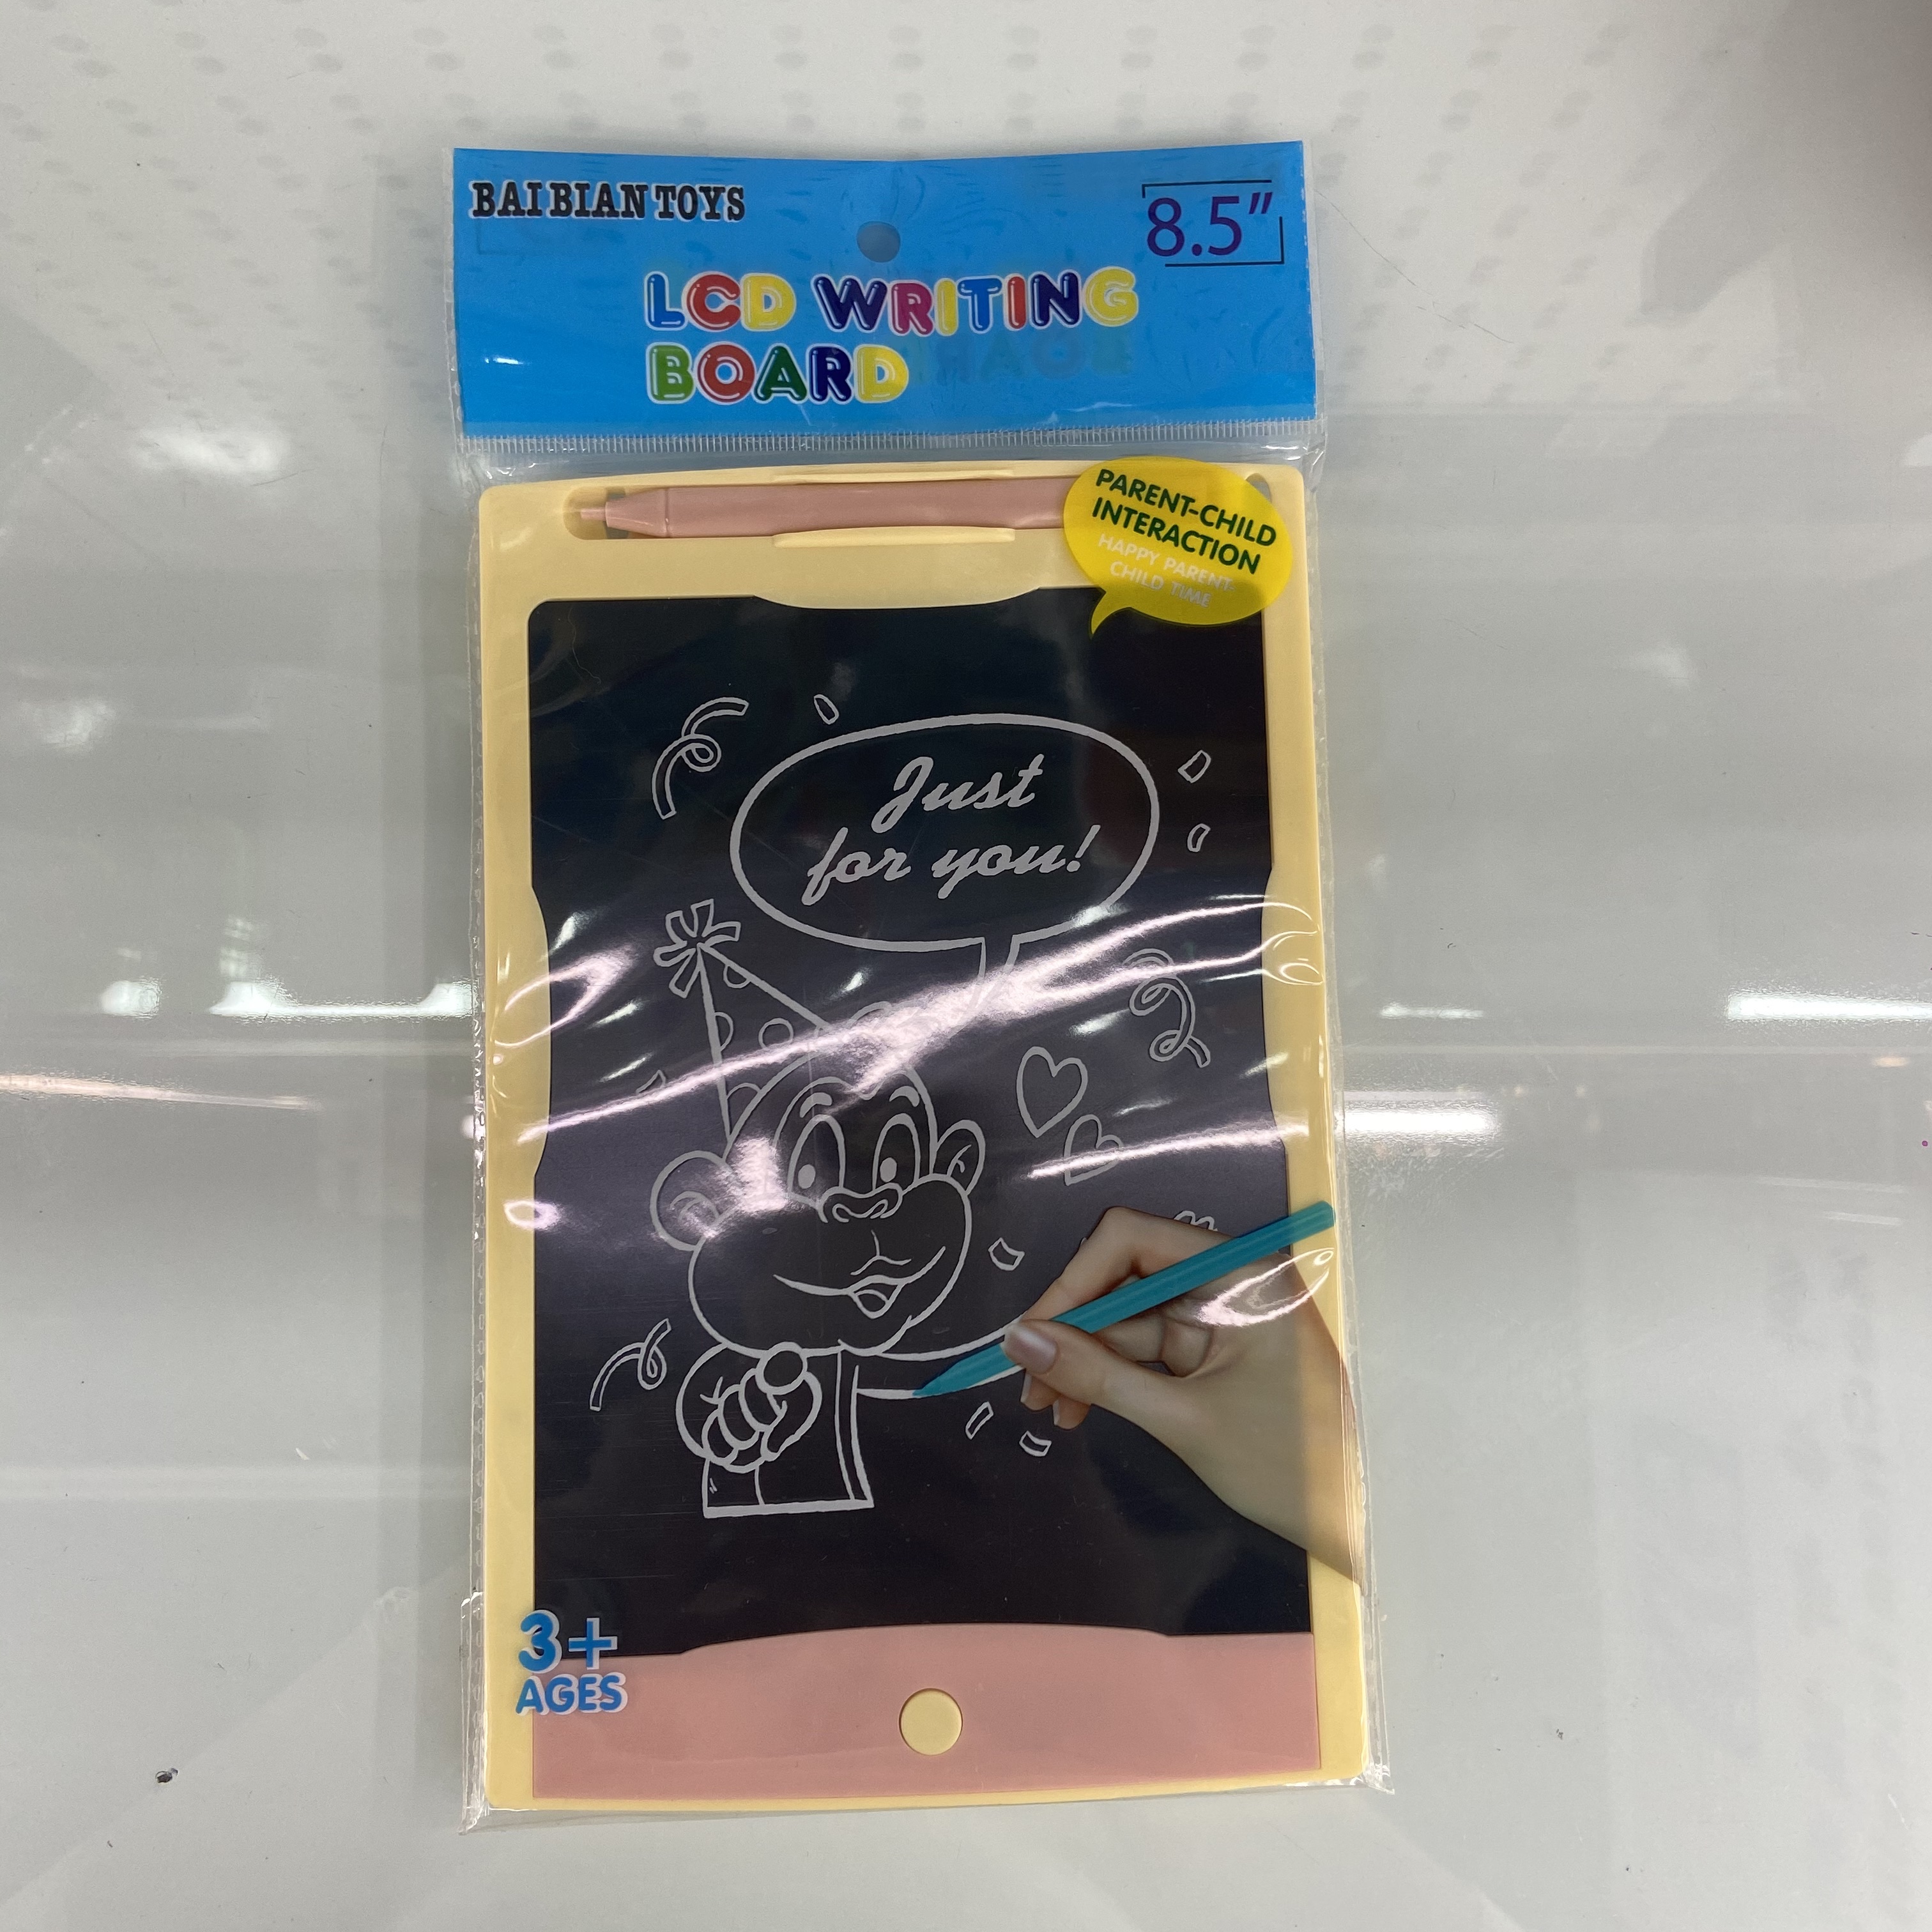 BAI BIAN TOYS
8.5"
LCD WRITING
BOARD
PARENT-CHILD
INTERACTION
HAPPY PARENT-
CHILD TIME
Just
for you!
3+
AGES